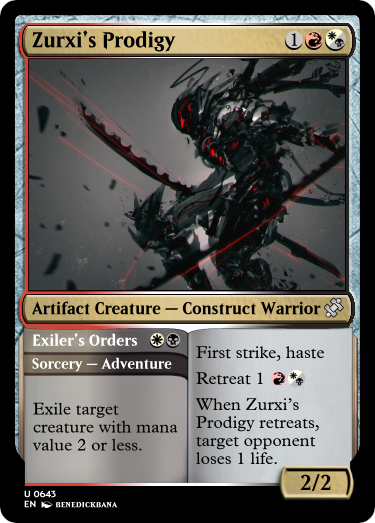 Zurxi's Prodigy 1
Artifact Creature — Construct Warrior
Exiler's Orders
Sorcery — Adventure
Exile target
creature with mana
value 2 or less.
First strike, haste
Retreat 1
When Zurxi's
Prodigy retreats,
target opponent
loses 1 life.
2/2
U 0643
EN BENEDICKBANA